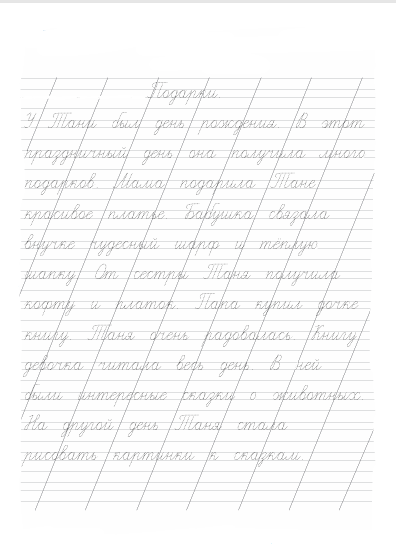 Подарки
У Тани был день рождения. В этот
праздничный день она получила много
подарков. Мама подарила Тане
красивое платье. Бабушка связала
внучке чудесный шарф и тёплую
шапку. От сестры Таня получила
кофту и платок. Папа купил дочке
книгу. Таня очень радовалась. Книгу
девочка читала весь день. В ней
были интересные сказки о животных.
На другой день Таня стала
рисовать картинки к сказкам.